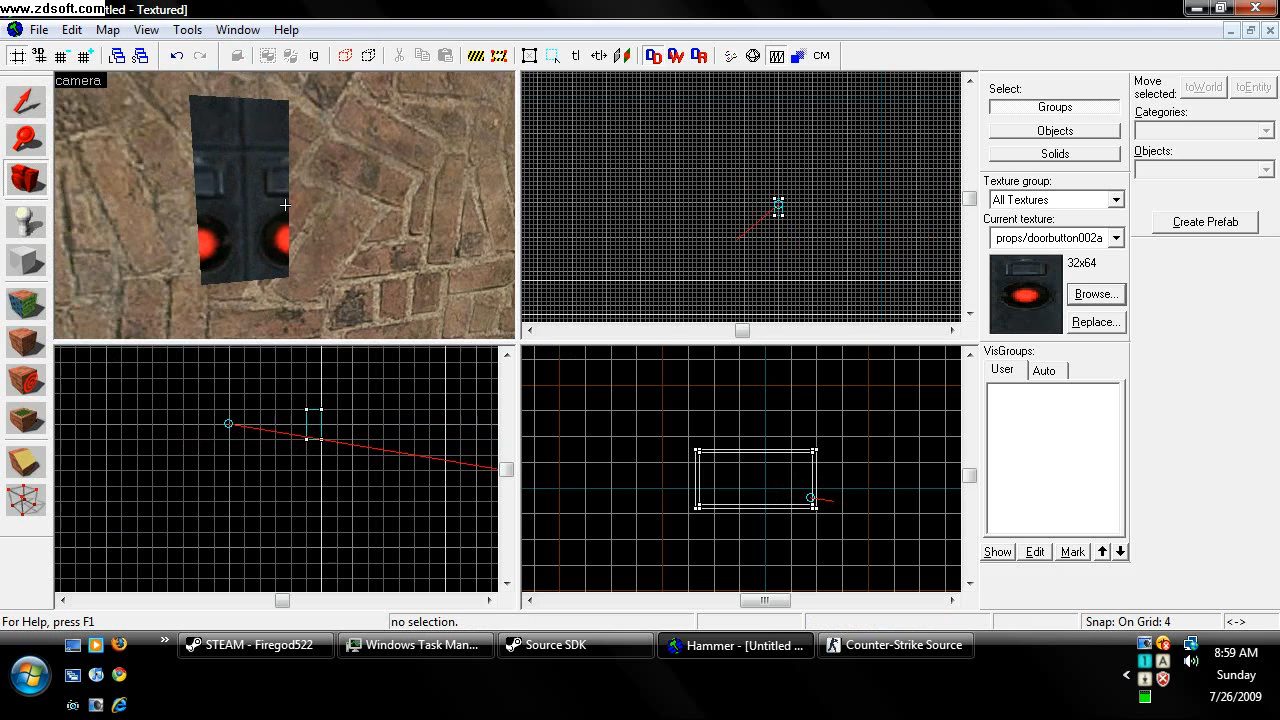 www.zdsoft.com
tled - Textured]
File Edit Map View Tools Window Help
3D
ig
tl
CM
camera
Select:
Groups
Objects
Solids
Texture group:
All Textures
Current texture:
props/doorbutton002a
32x64
Browse...
Replace...
VisGroups:
User Auto
Show Edit Mark
Move selected:
toWorld toEntity
Categories:
Objects:
Create Prefab
For Help, press F1
no selection.
Snap: On Grid: 4
<->
STEAM - Firegod522
Windows Task Man...
Source SDK
Hammer - [Untitled ...
Counter-Strike Source
8:59 AM
Sunday
7/26/2009